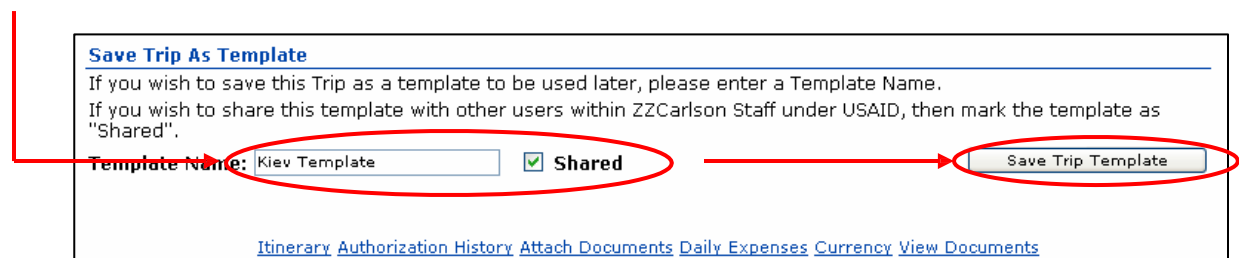 Save Trip As Template
If you wish to save this Trip as a template to be used later, please enter a Template Name.
If you wish to share this template with other users within ZZCarlson Staff under USAID, then mark the template as
"Shared".
Template Name: Kiev Template Shared Save Trip Template
Itinerary Authorization History Attach Documents Daily Expenses Currency View Documents